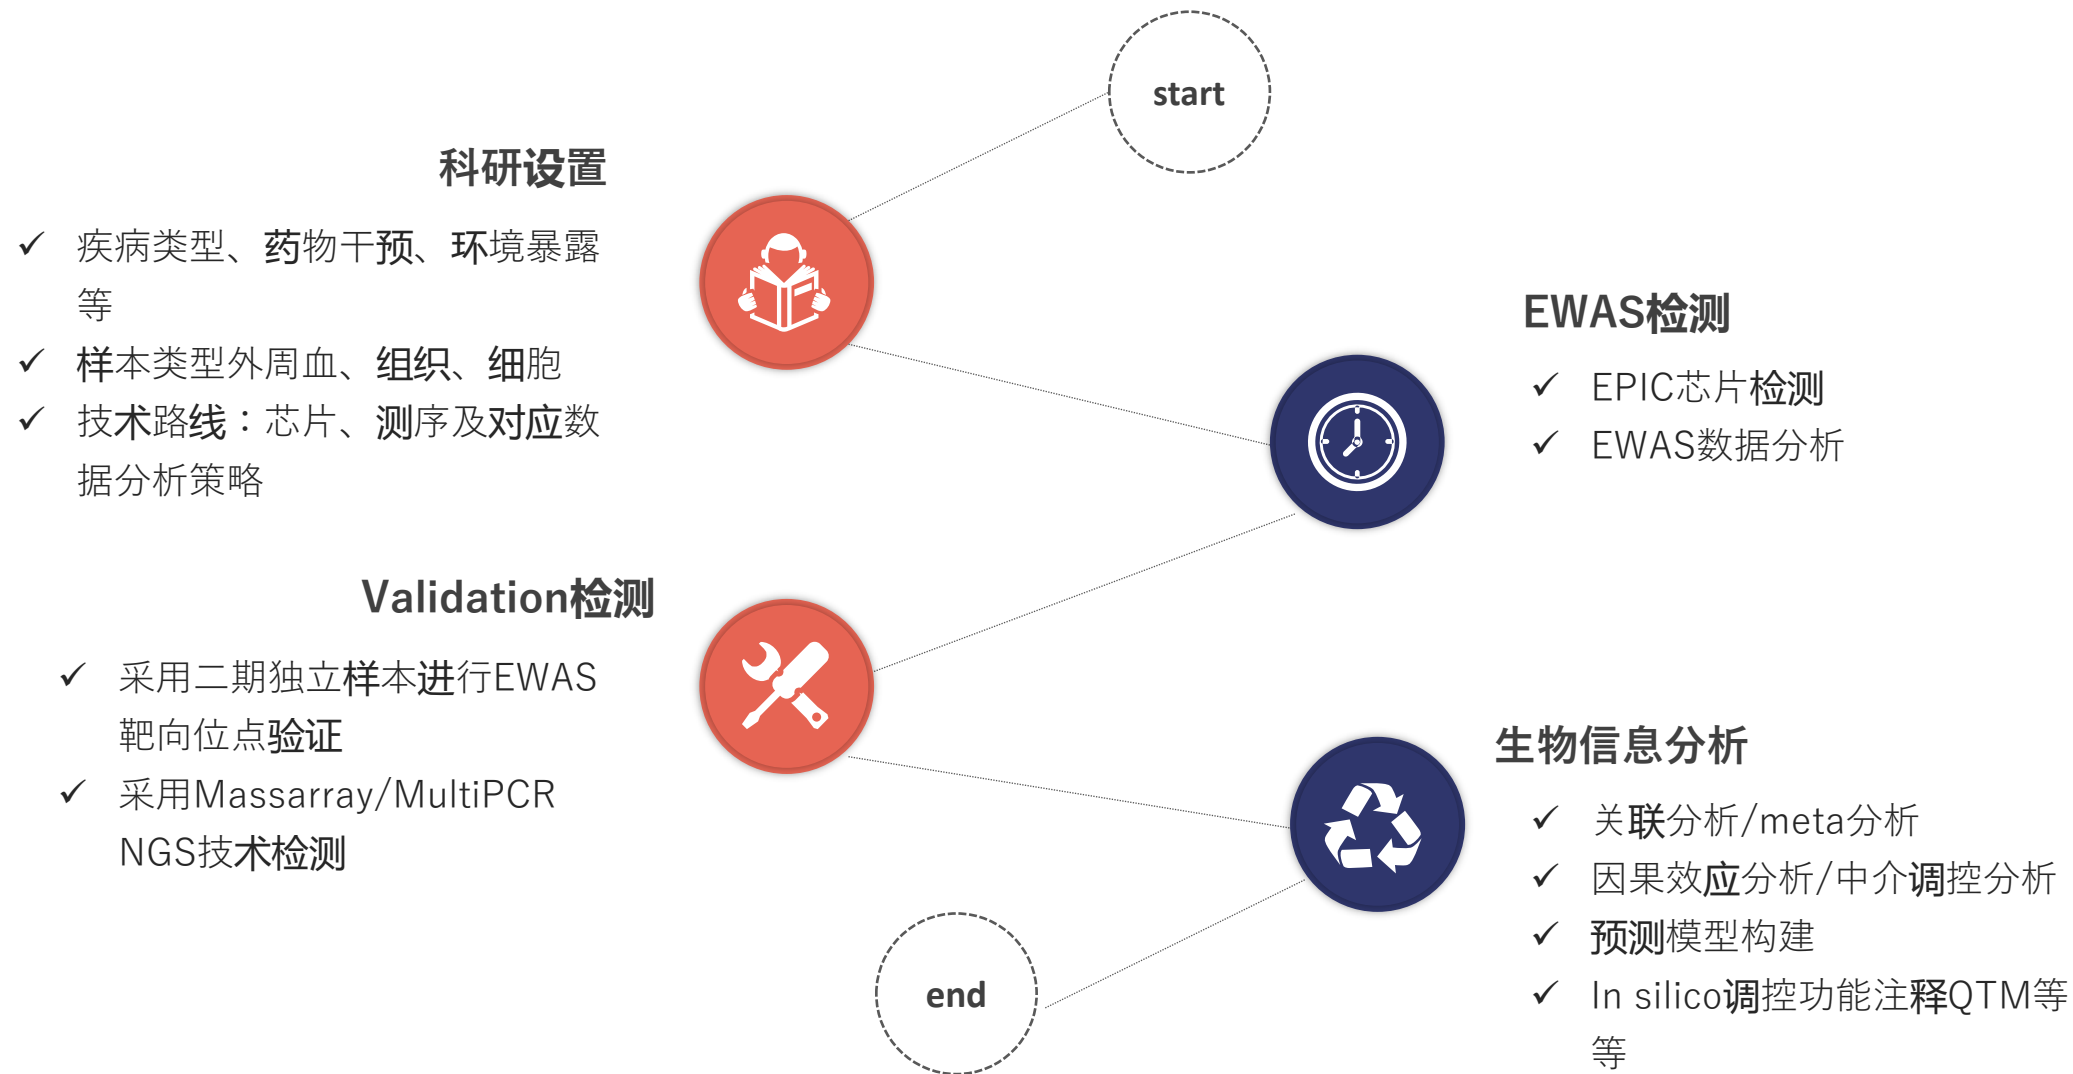 start
科研设置
疾病类型、药物干预、环境暴露
等
样本类型外周血、组织、细胞
技术路线：芯片、测序及对应数
据分析策略
EWAS检测
EPIC芯片检测
EWAS数据分析
Validation检测
采用二期独立样本进行EWAS
靶向位点验证
采用Massarray/MultiPCR
NGS技术检测
生物信息分析
关联分析/meta分析
因果效应分析/中介调控分析
预测模型构建
In silico调控功能注释QTM等
等
end